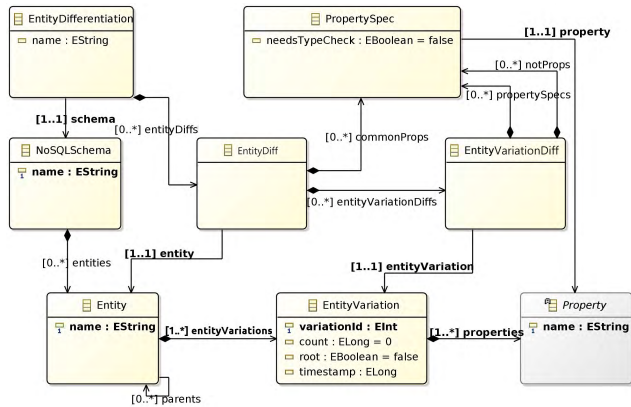 EntityDifferentiation
name : EString
PropertySpec
needsTypeCheck : EBoolean = false
[1..1] property
[0..*] notProps
[0..*] propertySpecs
[1..1] schema
[0..*] entityDiffs
[0..*] commonProps
NoSQLSchema
name : EString
EntityDiff
EntityVariationDiff
[0..*] entityVariationDiffs
[0..*] entities
[1..1] entity
[1..1] entityVariation
Entity
name : EString
[1..*] entityVariations
EntityVariation
variationId : EInt
count : ELong = 0
root : EBoolean = false
timestamp : ELong
[1..*] properties
Property
name : EString
[0..*] parents